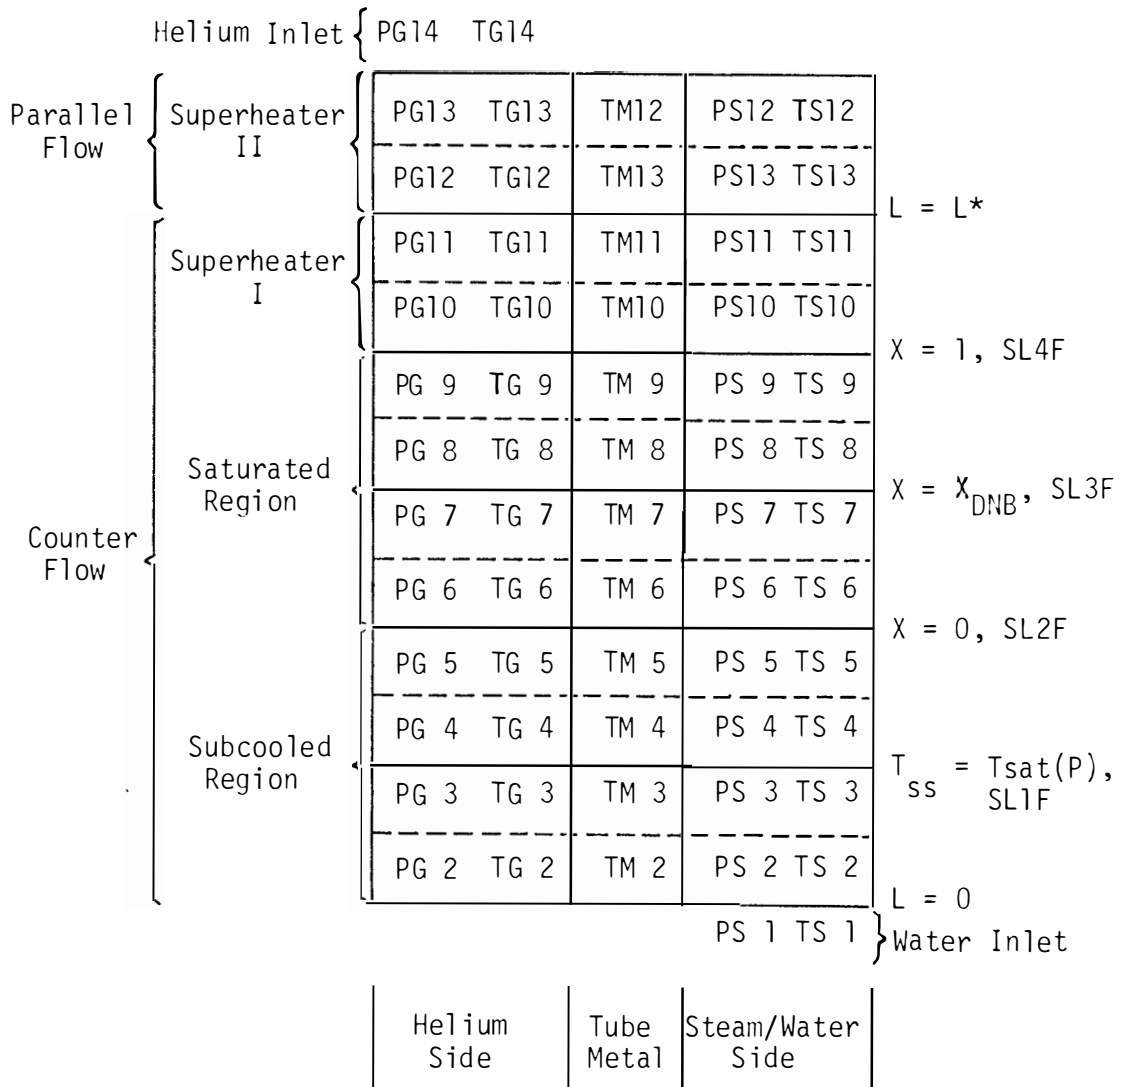 Helium Inlet { PG14 TG14
Parallel Flow
Superheater II
PG13 TG13 TM12 PS12 TS12
PG12 TG12 TM13 PS13 TS13
L = L*
Superheater I
PG11 TG11 TM11 PS11 TS11
PG10 TG10 TM10 PS10 TS10
X = 1, SL4F
Counter Flow
Saturated Region
PG 9 TG 9 TM 9 PS 9 TS 9
PG 8 TG 8 TM 8 PS 8 TS 8
X = X_DNB, SL3F
PG 7 TG 7 TM 7 PS 7 TS 7
PG 6 TG 6 TM 6 PS 6 TS 6
X = 0, SL2F
Subcooled Region
PG 5 TG 5 TM 5 PS 5 TS 5
PG 4 TG 4 TM 4 PS 4 TS 4
T_ss = Tsat(P), SL1F
PG 3 TG 3 TM 3 PS 3 TS 3
PG 2 TG 2 TM 2 PS 2 TS 2
L = 0
PS 1 TS 1 } Water Inlet
Helium Side
Tube Metal
Steam/Water Side